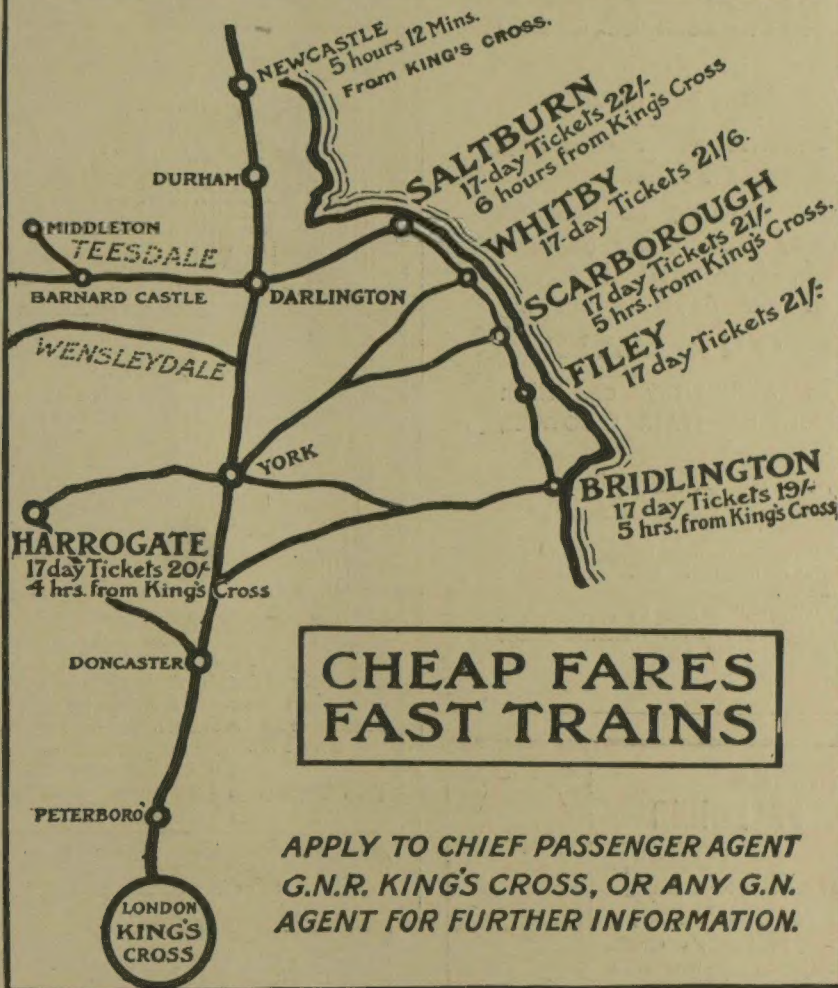 NEWCASTLE
5 hours 12 Mins.
From KING'S CROSS.
SALTBURN
17-day Tickets 22/-
6 hours from King's Cross
DURHAM
WHITBY
17-day Tickets 21/6.
MIDDLETON
TEESDALE
SCARBOROUGH
17 day Tickets 21/-
5 hrs. from King's Cross.
BARNARD CASTLE
DARLINGTON
FILEY
17 day Tickets 21/-
WENSLEYDALE
YORK
BRIDLINGTON
17 day Tickets 19/-
5 hrs. from King's Cross
HARROGATE
17 day Tickets 20/-
4 hrs. from King's Cross
DONCASTER
CHEAP FARES
FAST TRAINS
PETERBORO'
APPLY TO CHIEF PASSENGER AGENT
G.N.R. KING'S CROSS, OR ANY G.N.
AGENT FOR FURTHER INFORMATION.
LONDON
KING'S
CROSS